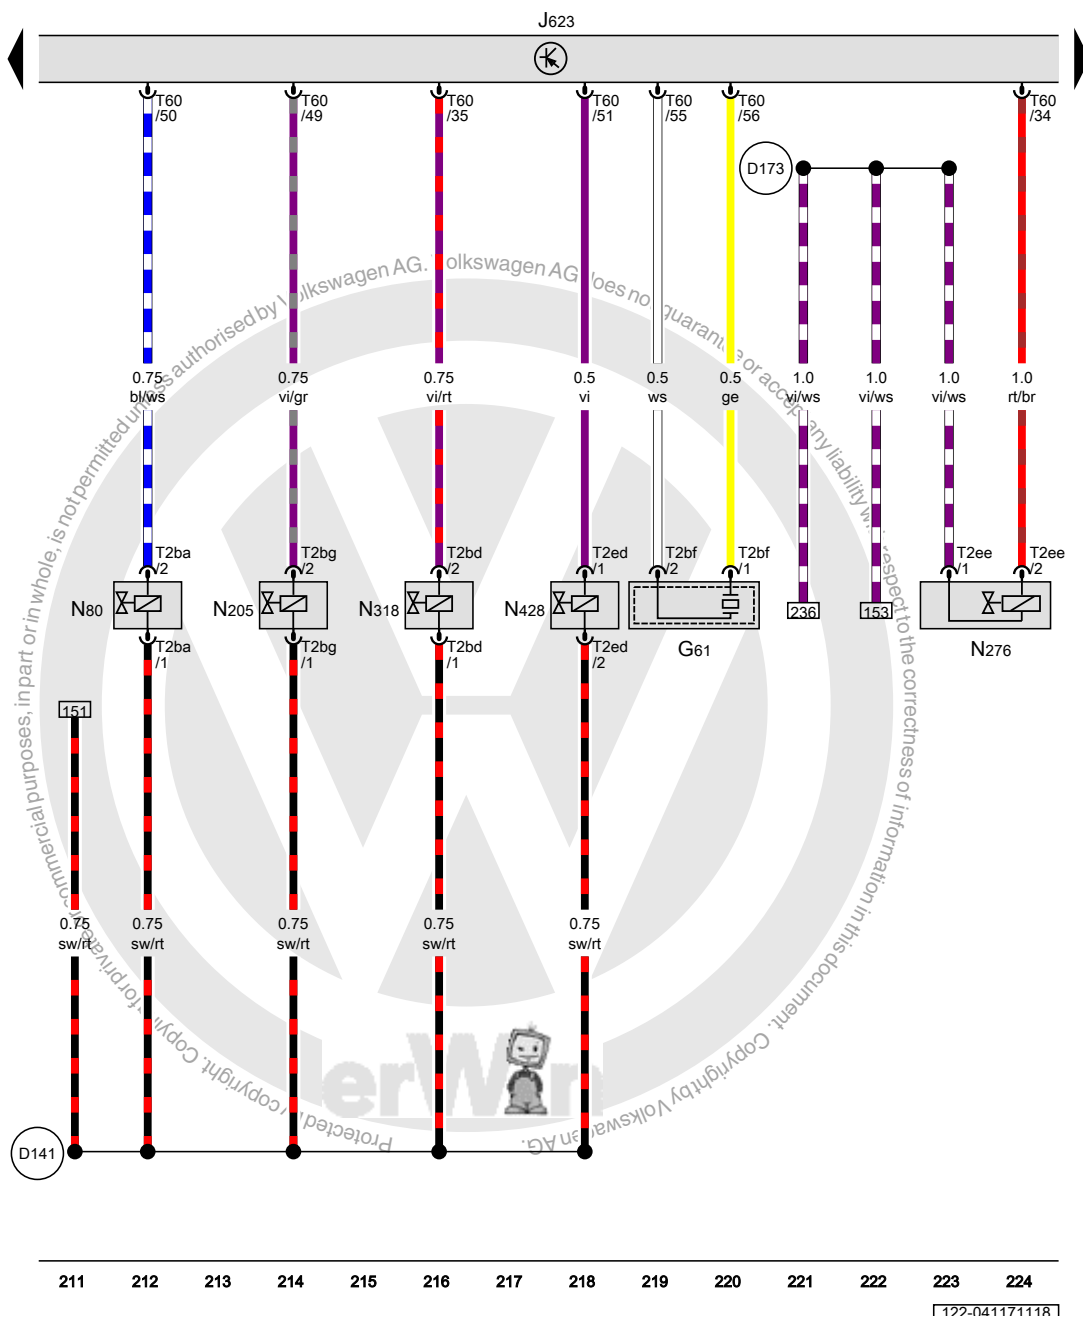 J623
T60 T60 T60 T60 T60 T60 T60
/50 /49 /35 /51 /55 /56 /34
D173
0.75 0.75 0.75 0.5 0.5 0.5 1.0 1.0 1.0 1.0
bl/ws vi/gr vi/rt vi ws ge vi/ws vi/ws vi/ws rt/br
T2ba T2bg T2bd T2ed T2bf T2bf T2ee T2ee
/2 /2 /2 /1 /2 /1 /1 /2
N80 N205 N318 N428 236 153
T2ba T2bg T2bd T2ed G61 N276
/1 /1 /1 /2
151
0.75 0.75 0.75 0.75 0.75
sw/rt sw/rt sw/rt sw/rt sw/rt
D141
211 212 213 214 215 216 217 218 219 220 221 222 223 224
122-041171118